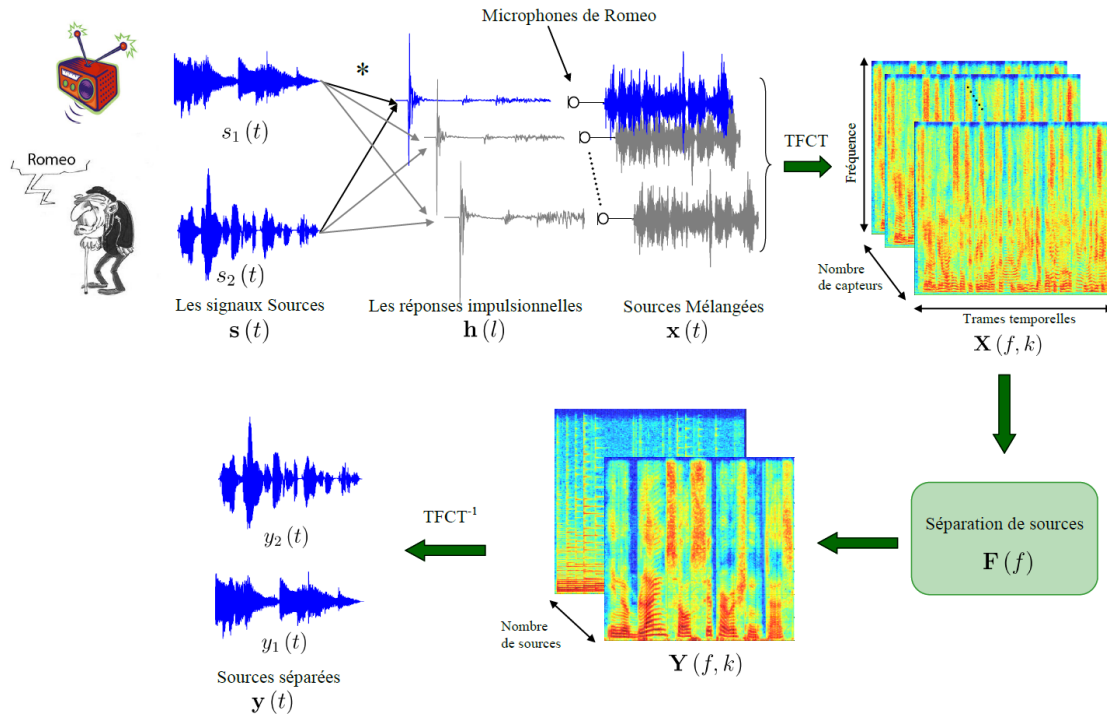 Microphones de Romeo
*
s₁(t)
TFCT
Fréquence
Romeo
s₂(t)
Nombre
de capteurs
Les signaux Sources
s(t)
Les réponses impulsionnelles
h(l)
Sources Mélangées
x(t)
Trames temporelles
X(f, k)
Séparation de sources
F(f)
Nombre
de sources
Y(f, k)
TFCT⁻¹
y₂(t)
y₁(t)
Sources séparées
y(t)